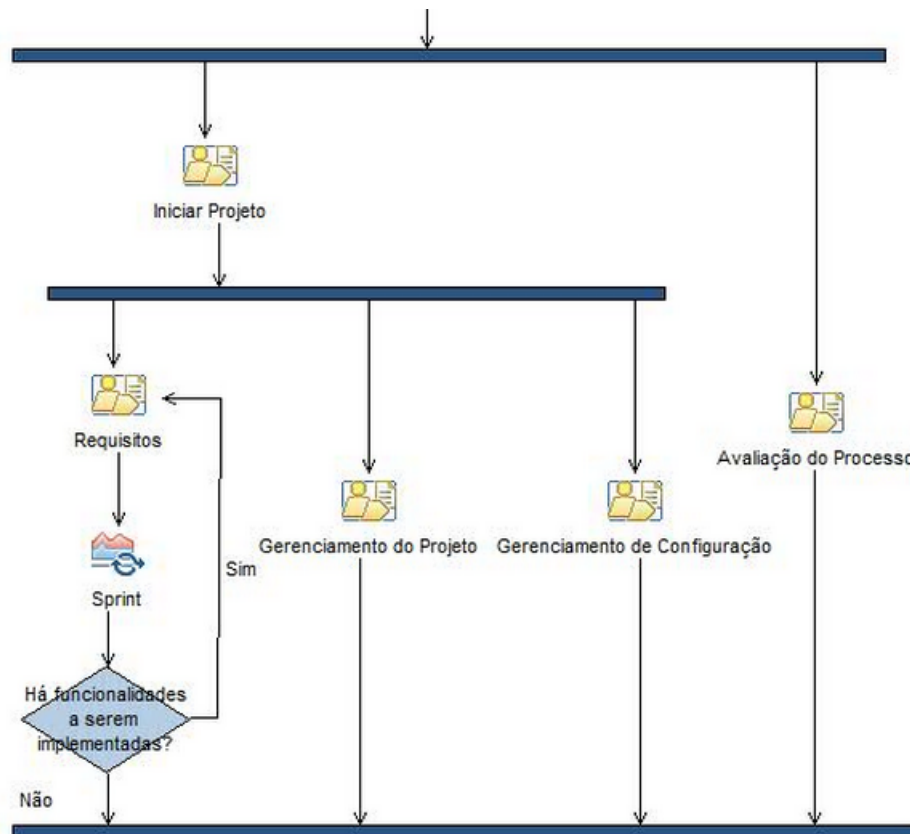 Iniciar Projeto
Requisitos
Avaliação do Processo
Gerenciamento do Projeto
Gerenciamento de Configuração
Sim
Sprint
Há funcionalidades
a serem
implementadas?
Não